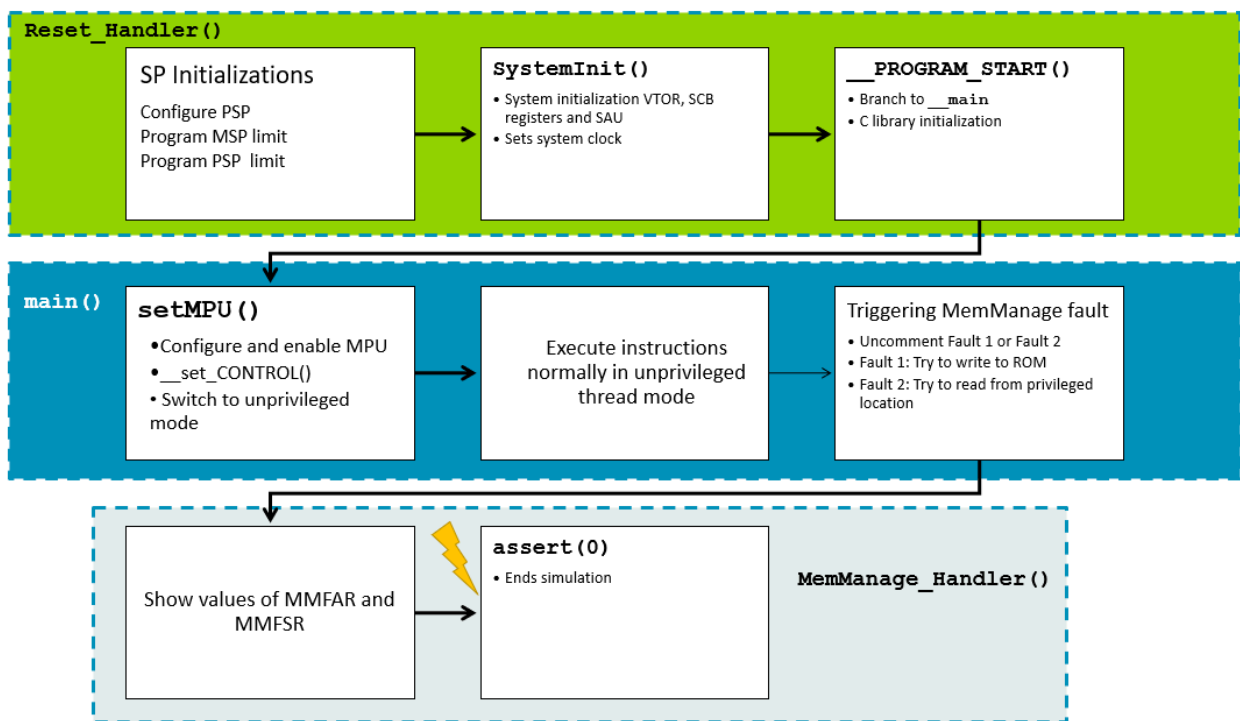 Reset_Handler()
SP Initializations
Configure PSP
Program MSP limit
Program PSP  limit
SystemInit()
• System initialization VTOR, SCB
registers and SAU
• Sets system clock
__PROGRAM_START()
• Branch to __main
• C library initialization
main()
setMPU()
•Configure and enable MPU
•__set_CONTROL()
• Switch to unprivileged
mode
Execute instructions
normally in unprivileged
thread mode
Triggering MemManage fault
• Uncomment Fault 1 or Fault 2
• Fault 1: Try to write to ROM
• Fault 2: Try to read from privileged
location
Show values of MMFAR and
MMFSR
assert(0)
• Ends simulation
MemManage_Handler()